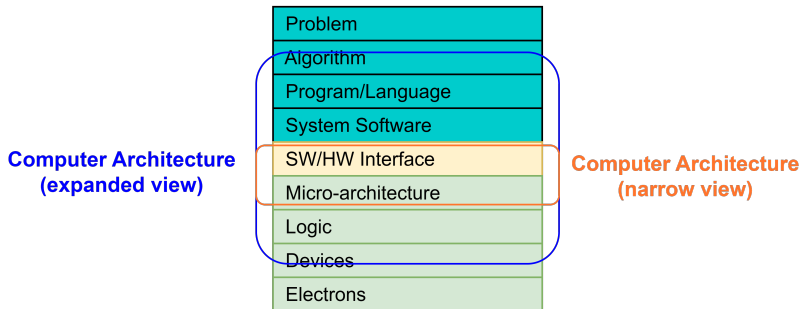 Problem
Algorithm
Program/Language
System Software
SW/HW Interface
Micro-architecture
Logic
Devices
Electrons
Computer Architecture
(expanded view)
Computer Architecture
(narrow view)